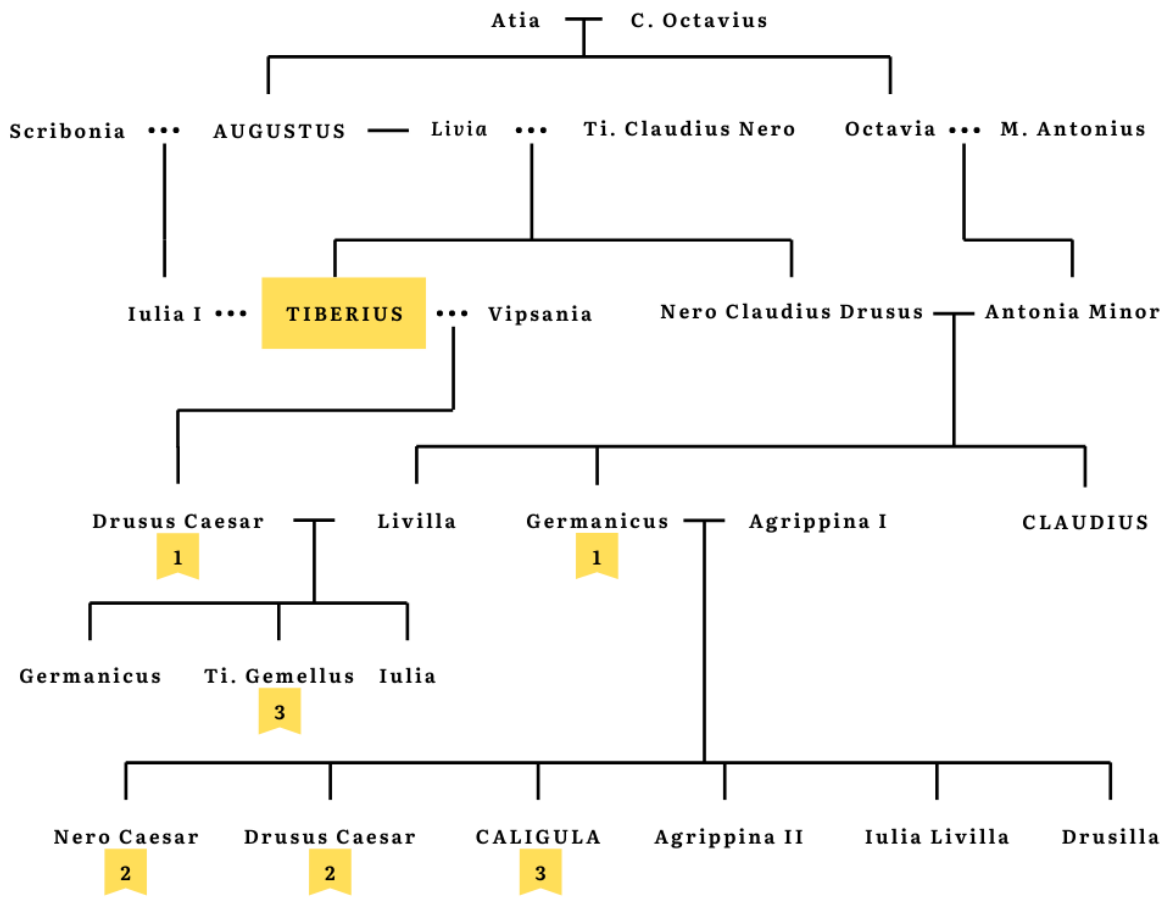 Atia C. Octavius
Scribonia AUGUSTUS Livia Ti. Claudius Nero Octavia M. Antonius
Iulia I TIBERIUS Vipsania Nero Claudius Drusus Antonia Minor
Drusus Caesar Livilla Germanicus Agrippina I CLAUDIUS
1 1
Germanicus Ti. Gemellus Iulia
3
Nero Caesar Drusus Caesar CALIGULA Agrippina II Iulia Livilla Drusilla
2 2 3